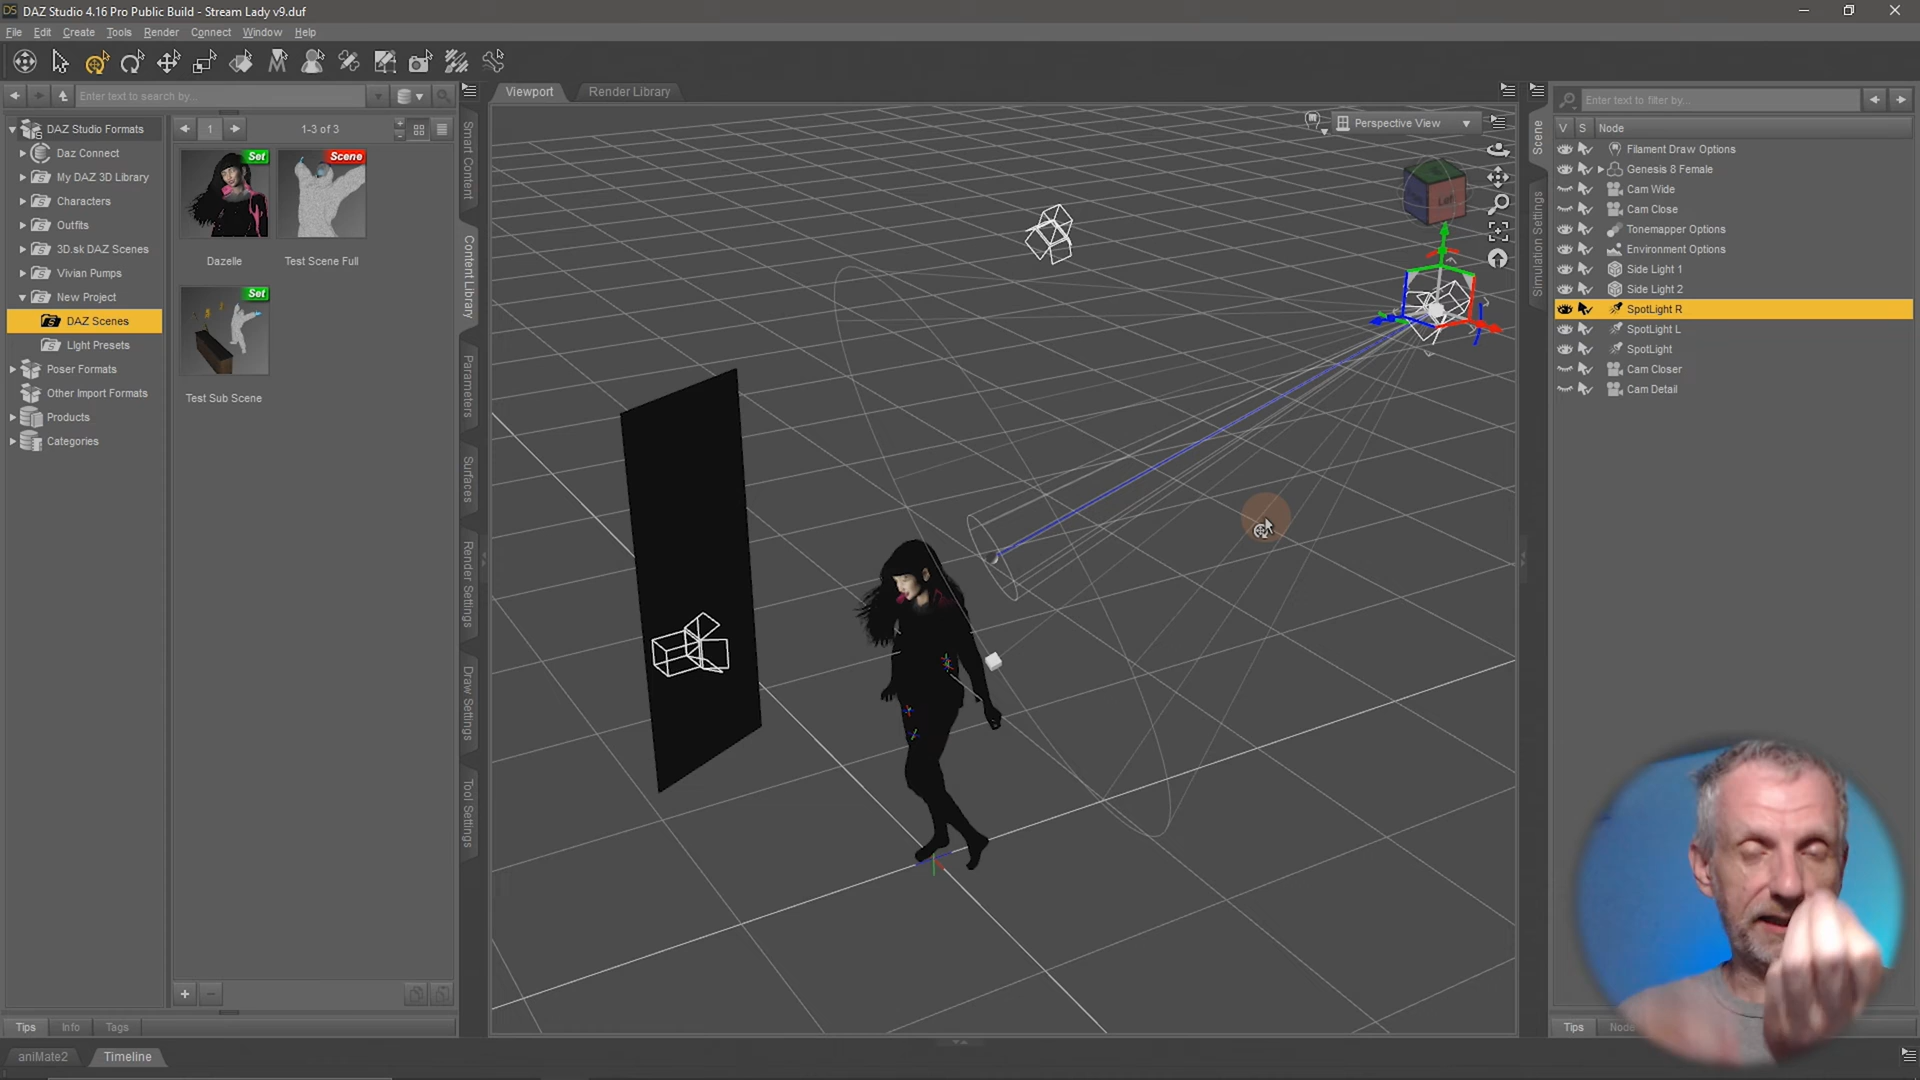 DS DAZ Studio 4.16 Pro Public Build - Stream Lady v9.duf
File Edit Create Tools Render Connect Window Help
Enter text to search by...
DAZ Studio Formats
Daz Connect
My DAZ 3D Library
Characters
Outfits
3D.sk DAZ Scenes
Vivian Pumps
New Project
DAZ Scenes
LIght Presets
Poser Formats
Other Import Formats
Products
Categories
1
1-3 of 3
Set
Scene
Dazelle
Test Scene Full
Set
Test Sub Scene
Tips Info Tags
aniMate2 Timeline
Smart Content
Content Library
Parameters
Surfaces
Render Settings
Draw Settings
Tool Settings
Viewport Render Library
Perspective View
Left
Scene
Simulation Settings
Enter text to filter by...
V S Node
Filament Draw Options
Genesis 8 Female
Cam Wide
Cam Close
Tonemapper Options
Environment Options
Side Light 1
Side Light 2
SpotLight R
SpotLight L
SpotLight
Cam Closer
Cam Detail
Tips Node